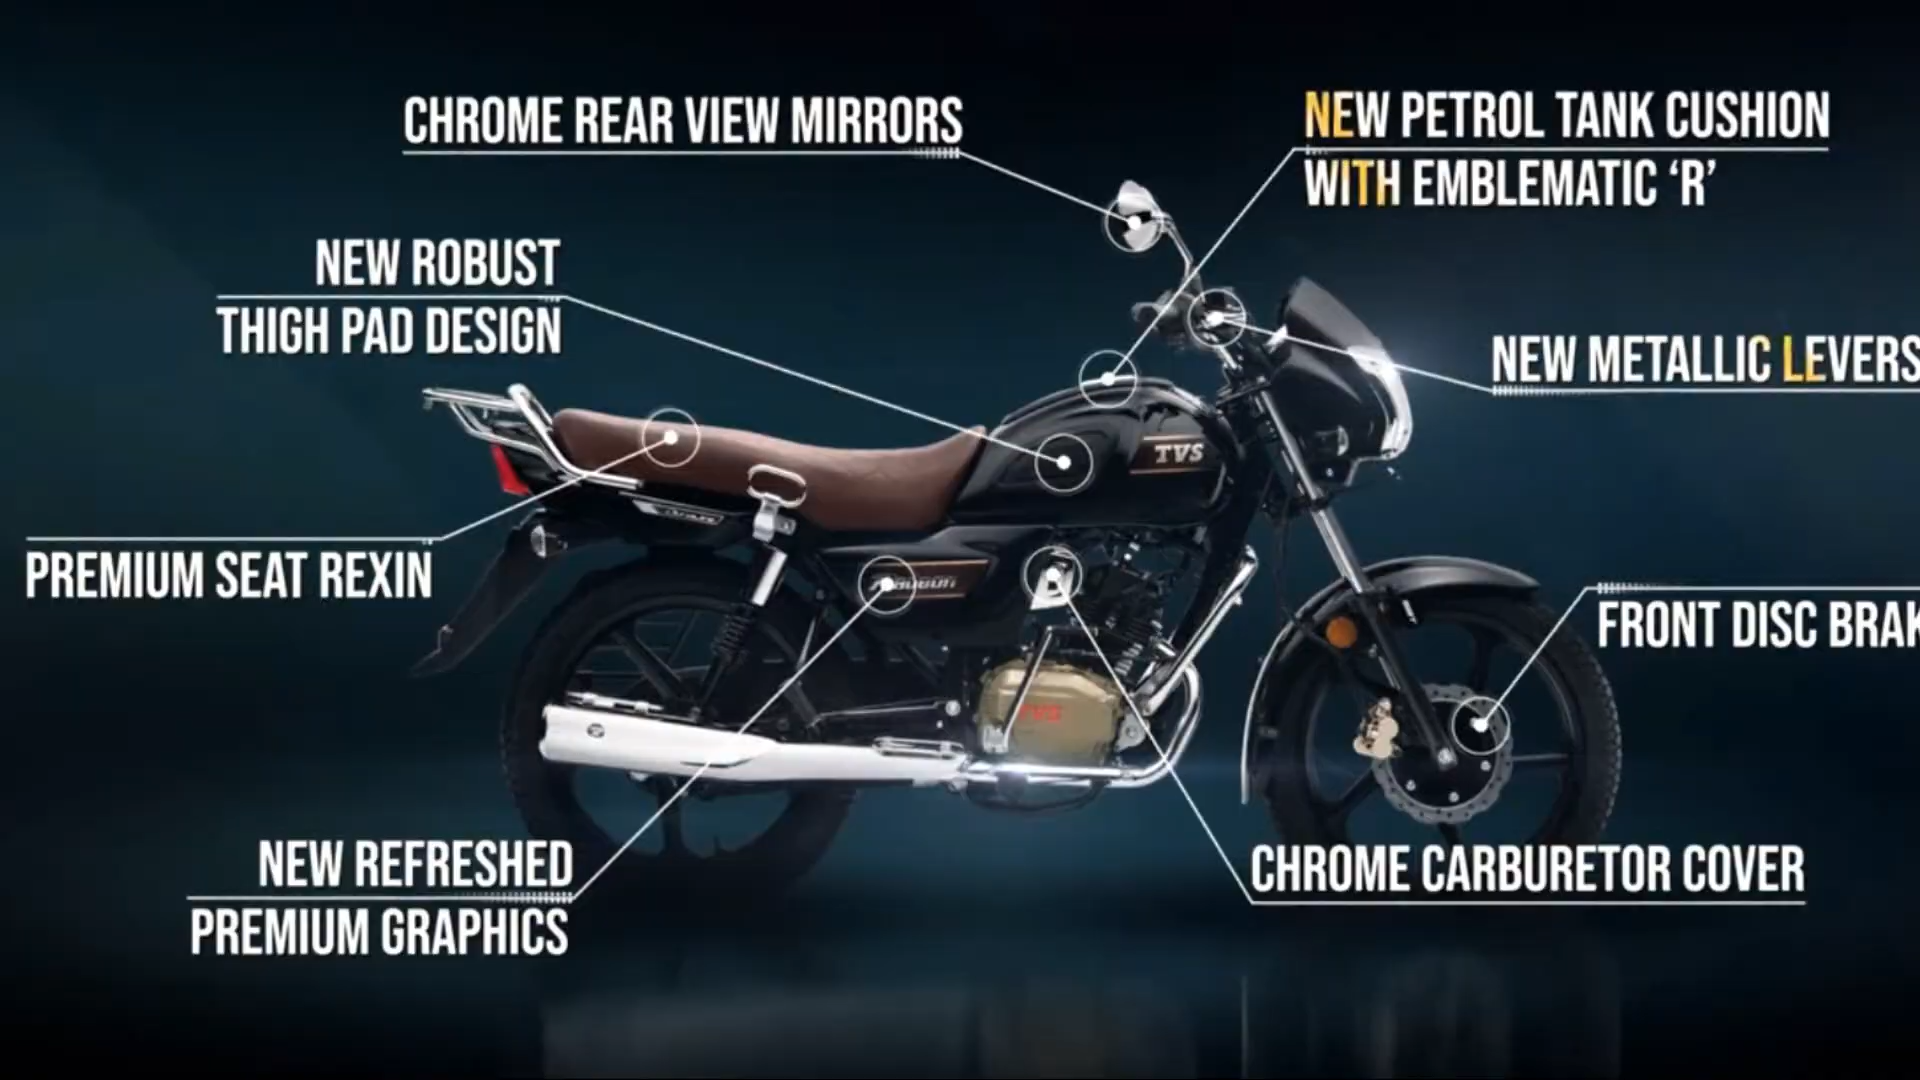 CHROME REAR VIEW MIRRORS
NEW PETROL TANK CUSHION
WITH EMBLEMATIC ‘R’
NEW ROBUST
THIGH PAD DESIGN
NEW METALLIC LEVERS
TVS
PREMIUM SEAT REXIN
FRONT DISC BRAK
TVS
NEW REFRESHED
PREMIUM GRAPHICS
CHROME CARBURETOR COVER